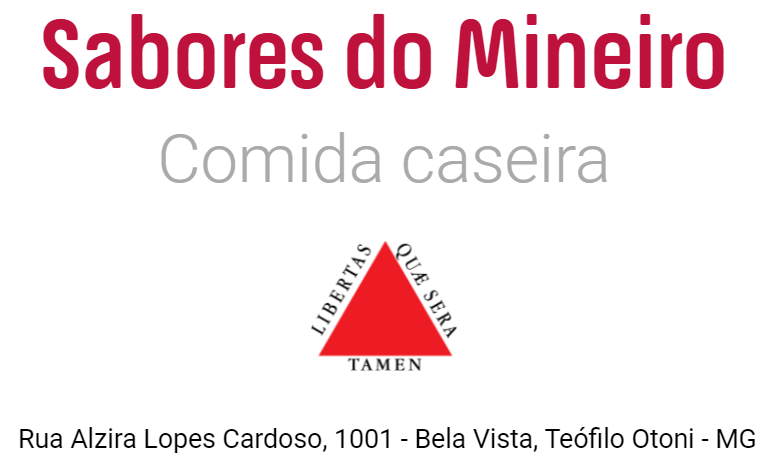 Sabores do Mineiro
Comida caseira
LIBERTAS
QUÆ SERA
TAMEN
Rua Alzira Lopes Cardoso, 1001 - Bela Vista, Teófilo Otoni - MG